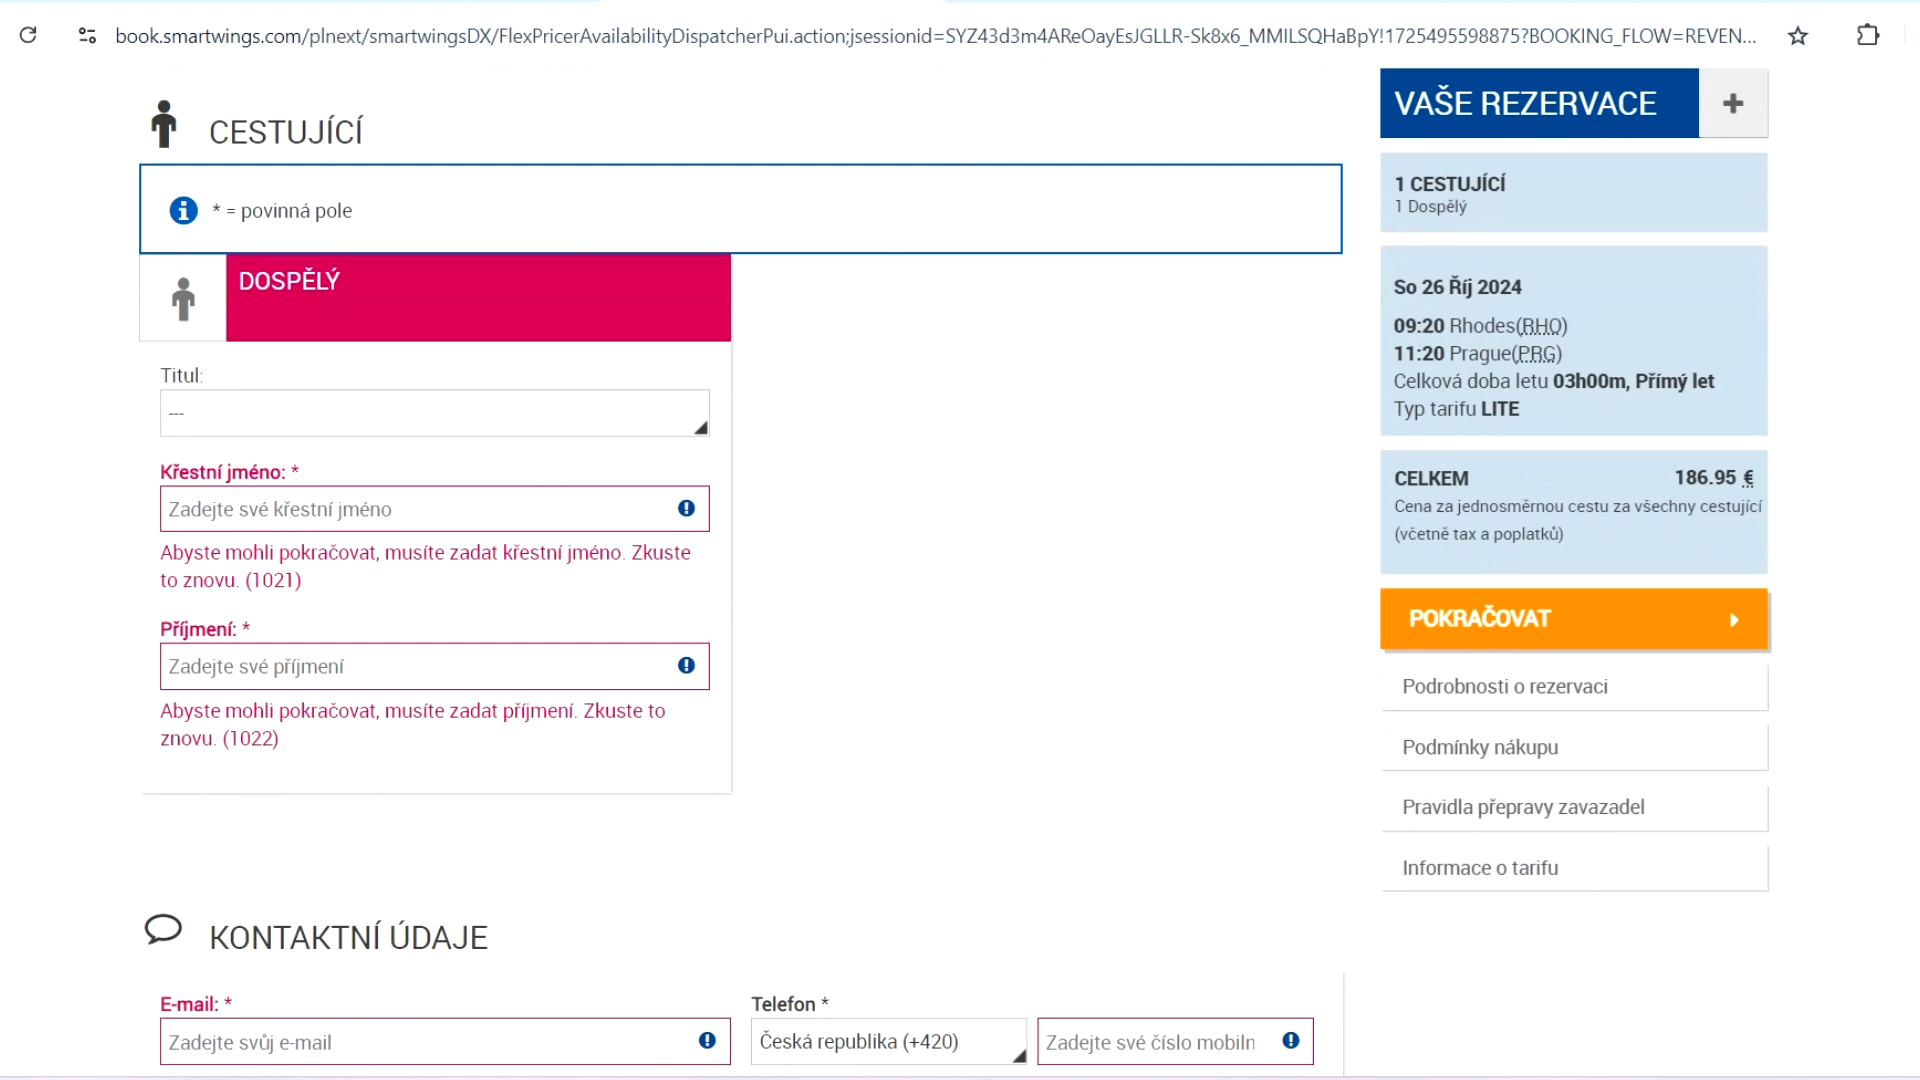 book.smartwings.com/plnext/smartwingsDX/FlexPricerAvailabilityDispatcherPui.action;jsessionid=SYZ43d3m4AReOayEsJGLLR-Sk8x6_MMILSQHaBpY!1725495598875?BOOKING_FLOW=REVEN...
CESTUJÍCÍ
* = povinná pole
DOSPĚLÝ
Titul:
---
Křestní jméno: *
Zadejte své křestní jméno
Abyste mohli pokračovat, musíte zadat křestní jméno. Zkuste
to znovu. (1021)
Příjmení: *
Zadejte své příjmení
Abyste mohli pokračovat, musíte zadat příjmení. Zkuste to
znovu. (1022)
KONTAKTNÍ ÚDAJE
E-mail: *
Zadejte svůj e-mail
Telefon *
Česká republika (+420)
Zadejte své číslo mobiln
VAŠE REZERVACE
1 CESTUJÍCÍ
1 Dospělý
So 26 Říj 2024
09:20 Rhodes(RHO)
11:20 Prague(PRG)
Celková doba letu 03h00m, Přímý let
Typ tarifu LITE
CELKEM 186.95 €
Cena za jednosměrnou cestu za všechny cestující
(včetně tax a poplatků)
POKRAČOVAT
Podrobnosti o rezervaci
Podmínky nákupu
Pravidla přepravy zavazadel
Informace o tarifu